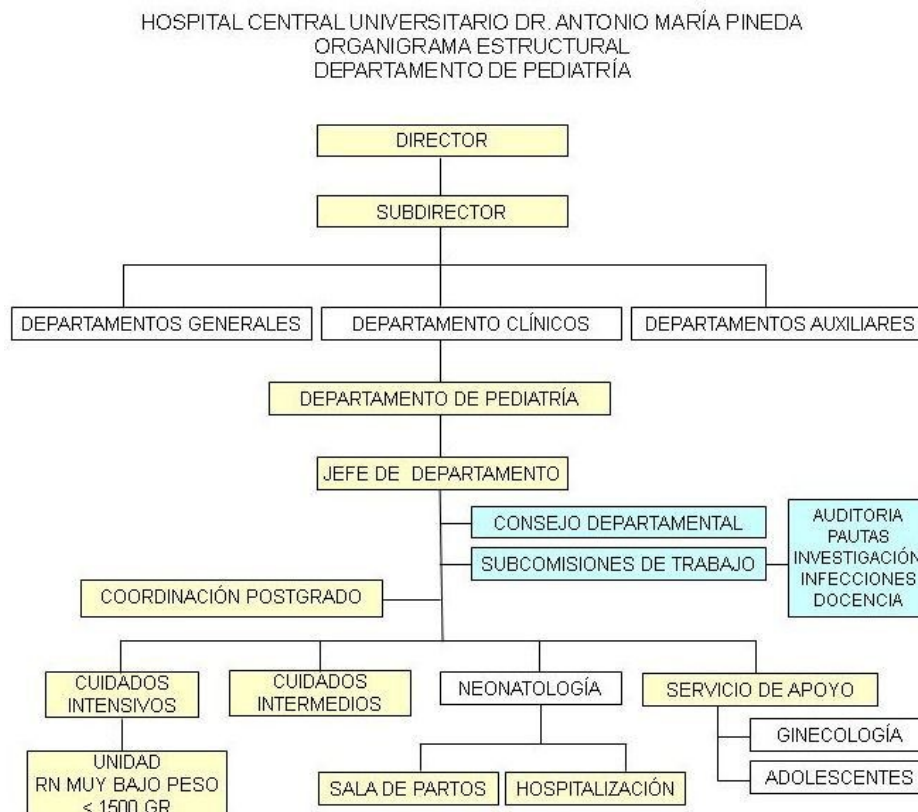 HOSPITAL CENTRAL UNIVERSITARIO DR. ANTONIO MARÍA PINEDA
ORGANIGRAMA ESTRUCTURAL
DEPARTAMENTO DE PEDIATRÍA
DIRECTOR
SUBDIRECTOR
DEPARTAMENTOS GENERALES
DEPARTAMENTO CLÍNICOS
DEPARTAMENTOS AUXILIARES
DEPARTAMENTO DE PEDIATRÍA
JEFE DE DEPARTAMENTO
CONSEJO DEPARTAMENTAL
SUBCOMISIONES DE TRABAJO
AUDITORIA
PAUTAS
INVESTIGACIÓN
INFECCIONES
DOCENCIA
COORDINACIÓN POSTGRADO
CUIDADOS
INTENSIVOS
CUIDADOS
INTERMEDIOS
NEONATOLOGÍA
SERVICIO DE APOYO
UNIDAD
RN MUY BAJO PESO
< 1500 GR
SALA DE PARTOS
HOSPITALIZACIÓN
GINECOLOGÍA
ADOLESCENTES